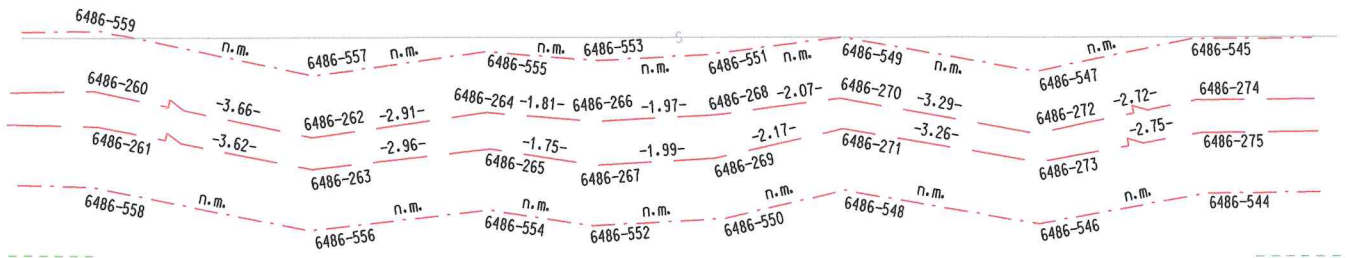 6486-559
n.m. 6486-557 n.m. n.m. 6486-553 S 6486-549 n.m. 6486-545
6486-555 n.m. 6486-551 n.m. n.m. 6486-547
6486-260 -3.66- 6486-262 -2.91- 6486-264 -1.81- 6486-266 -1.97- 6486-268 -2.07- 6486-270 -3.29- 6486-272 -2.72- 6486-274
6486-261 -3.62- 6486-263 -2.96- 6486-265 -1.75- 6486-267 -1.99- 6486-269 -2.17- 6486-271 -3.26- 6486-273 -2.75- 6486-275
n.m. n.m. n.m. n.m. n.m. n.m. n.m.
6486-558 6486-556 6486-554 6486-552 6486-550 6486-548 6486-546 6486-544